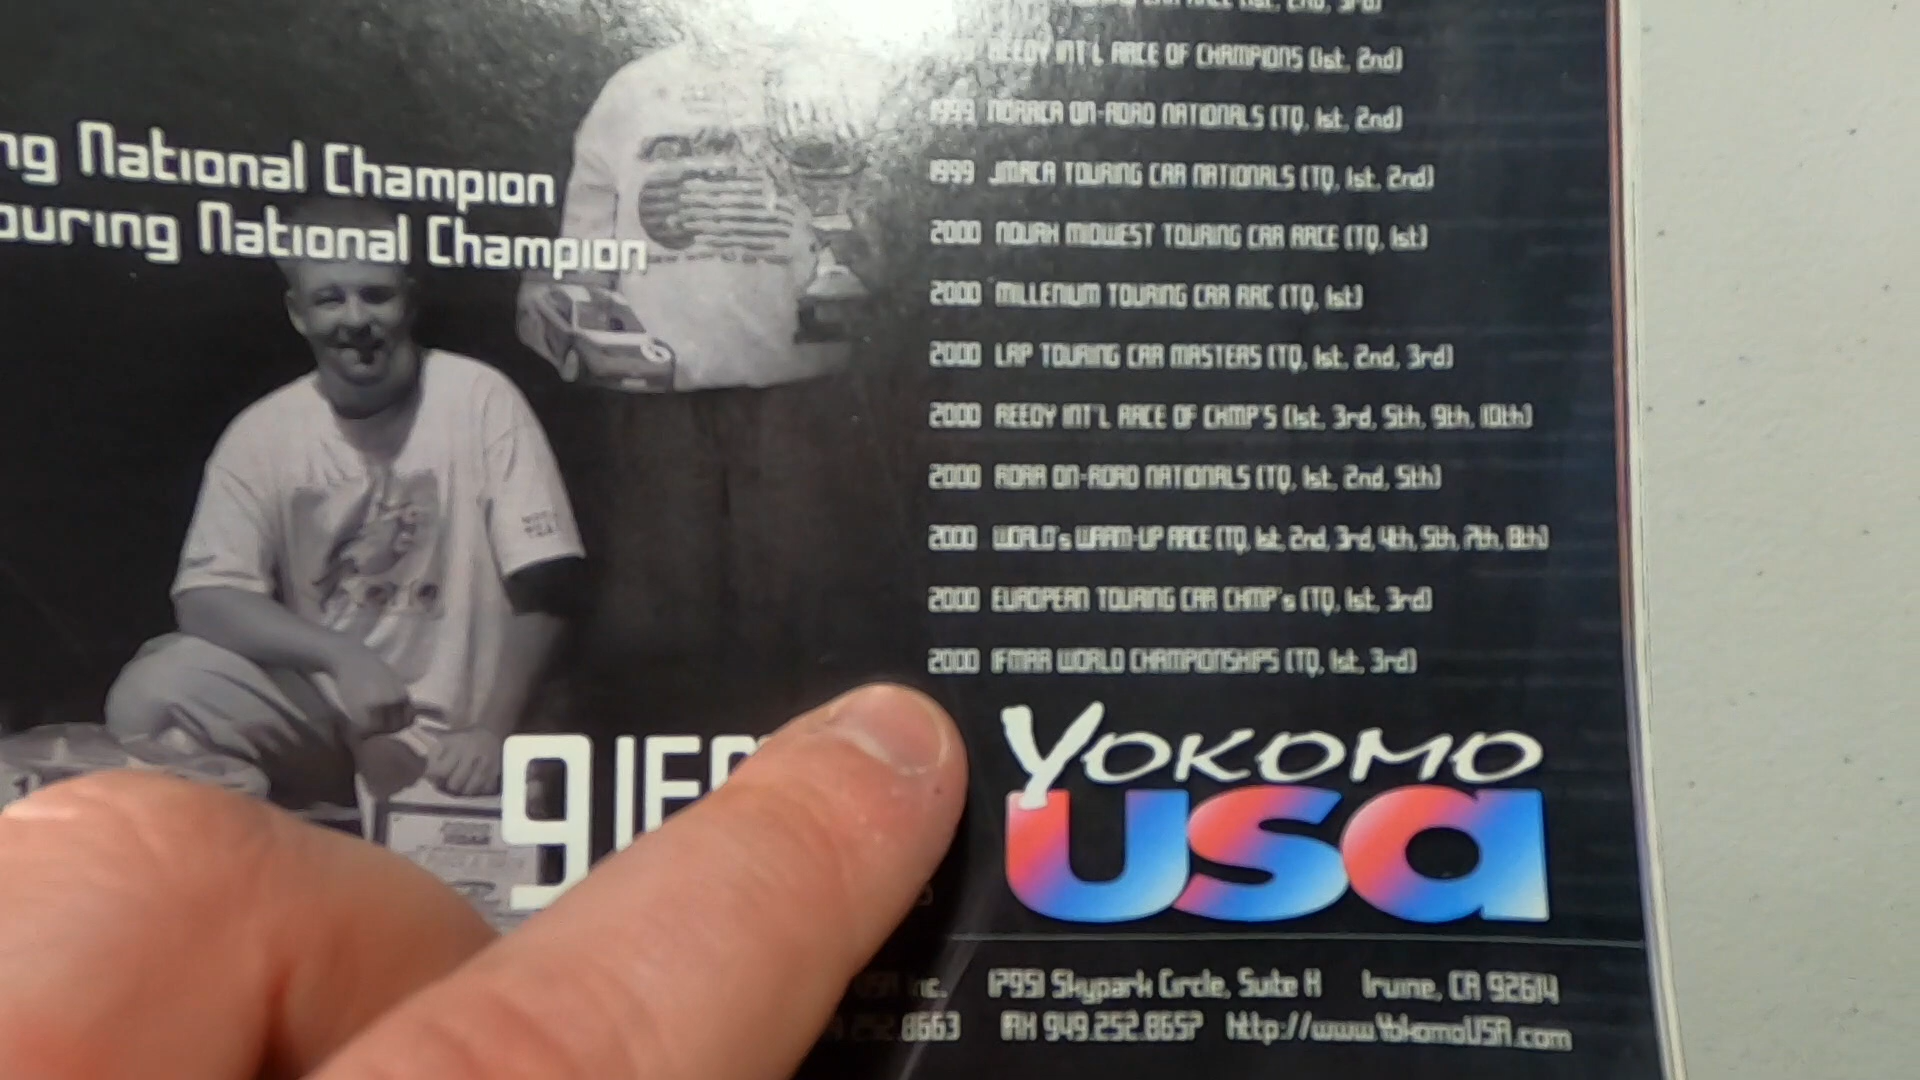 ng National Champion
ouring National Champion
REEDY INT'L RACE OF CHAMPIONS (1st, 2nd)
1999 NORRCA ON-ROAD NATIONALS (TQ, 1st, 2nd)
1999 JMRCA TOURING CAR NATIONALS (TQ, 1st, 2nd)
2000 NOVAK MIDWEST TOURING CAR RACE (TQ, 1st)
2000 MILLENIUM TOURING CAR RAC (TQ, 1st)
2000 LRP TOURING CAR MASTERS (TQ, 1st, 2nd, 3rd)
2000 REEDY INT'L RACE OF CHMP'S (1st, 3rd, 5th, 9th, 10th)
2000 ROAR ON-ROAD NATIONALS (TQ, 1st, 2nd, 5th)
2000 WORLD's WARM-UP RACE (TQ, 1st, 2nd, 3rd, 4th, 5th, 7th, 8th)
2000 EUROPEAN TOURING CAR CHMP's (TQ, 1st, 3rd)
2000 IFMAR WORLD CHAMPIONSHIPS (TQ, 1st, 3rd)
9
YOKOMO
usa
Inc. 17951 Skypark Circle, Suite H Irvine, CA 92614
252.8663 FAX 949.252.8657 http://www.YokomoUSA.com